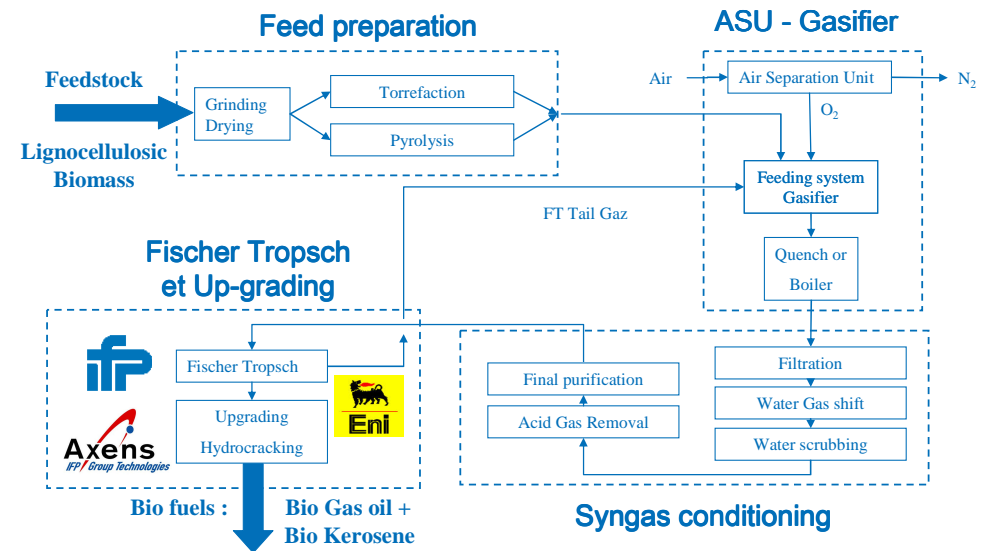 Feed preparation
ASU - Gasifier
Feedstock
Lignocellulosic
Biomass
Grinding
Drying
Torrefaction
Pyrolysis
Air
Air Separation Unit
N₂
O₂
Feeding system
Gasifier
FT Tail Gaz
Quench or
Boiler
Fischer Tropsch
et Up-grading
ifp
Fischer Tropsch
Eni
Upgrading
Hydrocracking
Axens
IFP Group Technologies
Final purification
Acid Gas Removal
Filtration
Water Gas shift
Water scrubbing
Syngas conditioning
Bio fuels :
Bio Gas oil +
Bio Kerosene